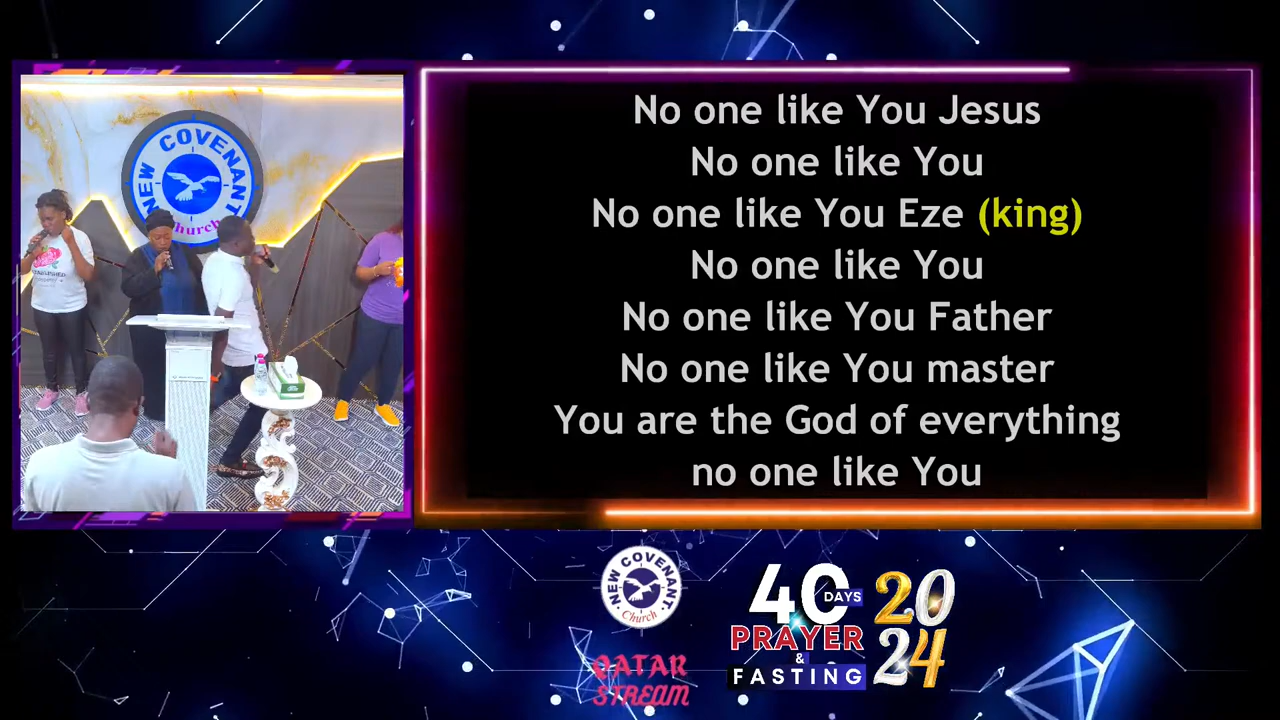 NEW COVENANT
Church
No one like You Jesus
No one like You
No one like You Eze (king)
No one like You
No one like You Father
No one like You master
You are the God of everything
no one like You
NEW COVENANT
Church
QATAR
STREAM
40 DAYS
PRAYER
&
FASTING
20
24